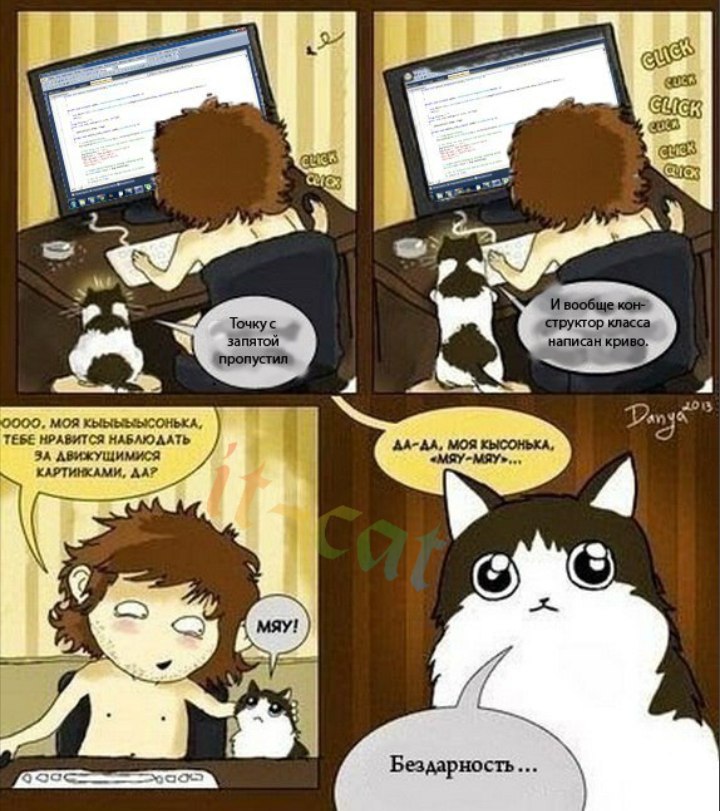 CLICK
CLICK
Точку с
запятой
пропустил
CLICK
CLICK
CLICK
CLICK
CLICK
CLICK
И вообще кон-
структор класса
написан криво.
ОООО, МОЯ КЫЫЫЫЫСОНЬКА,
ТЕБЕ НРАВИТСЯ НАБЛЮДАТЬ
ЗА ДВИЖУЩИМИСЯ
КАРТИНКАМИ, ДА?
МЯУ!
Danya 2013
ДА-ДА, МОЯ КЫСОНЬКА,
«МЯУ-МЯУ»...
it-cat
Бездарность...